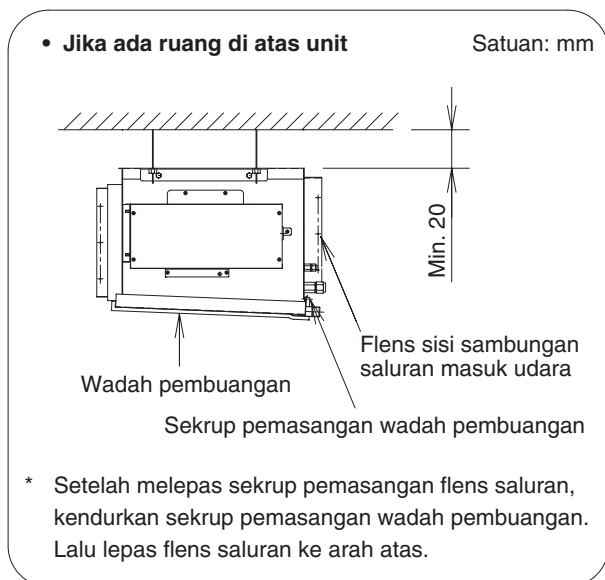 • Jika ada ruang di atas unit
Satuan: mm
Min. 20
Flens sisi sambungan
saluran masuk udara
Wadah pembuangan
Sekrup pemasangan wadah pembuangan
* Setelah melepas sekrup pemasangan flens saluran,
kendurkan sekrup pemasangan wadah pembuangan.
Lalu lepas flens saluran ke arah atas.